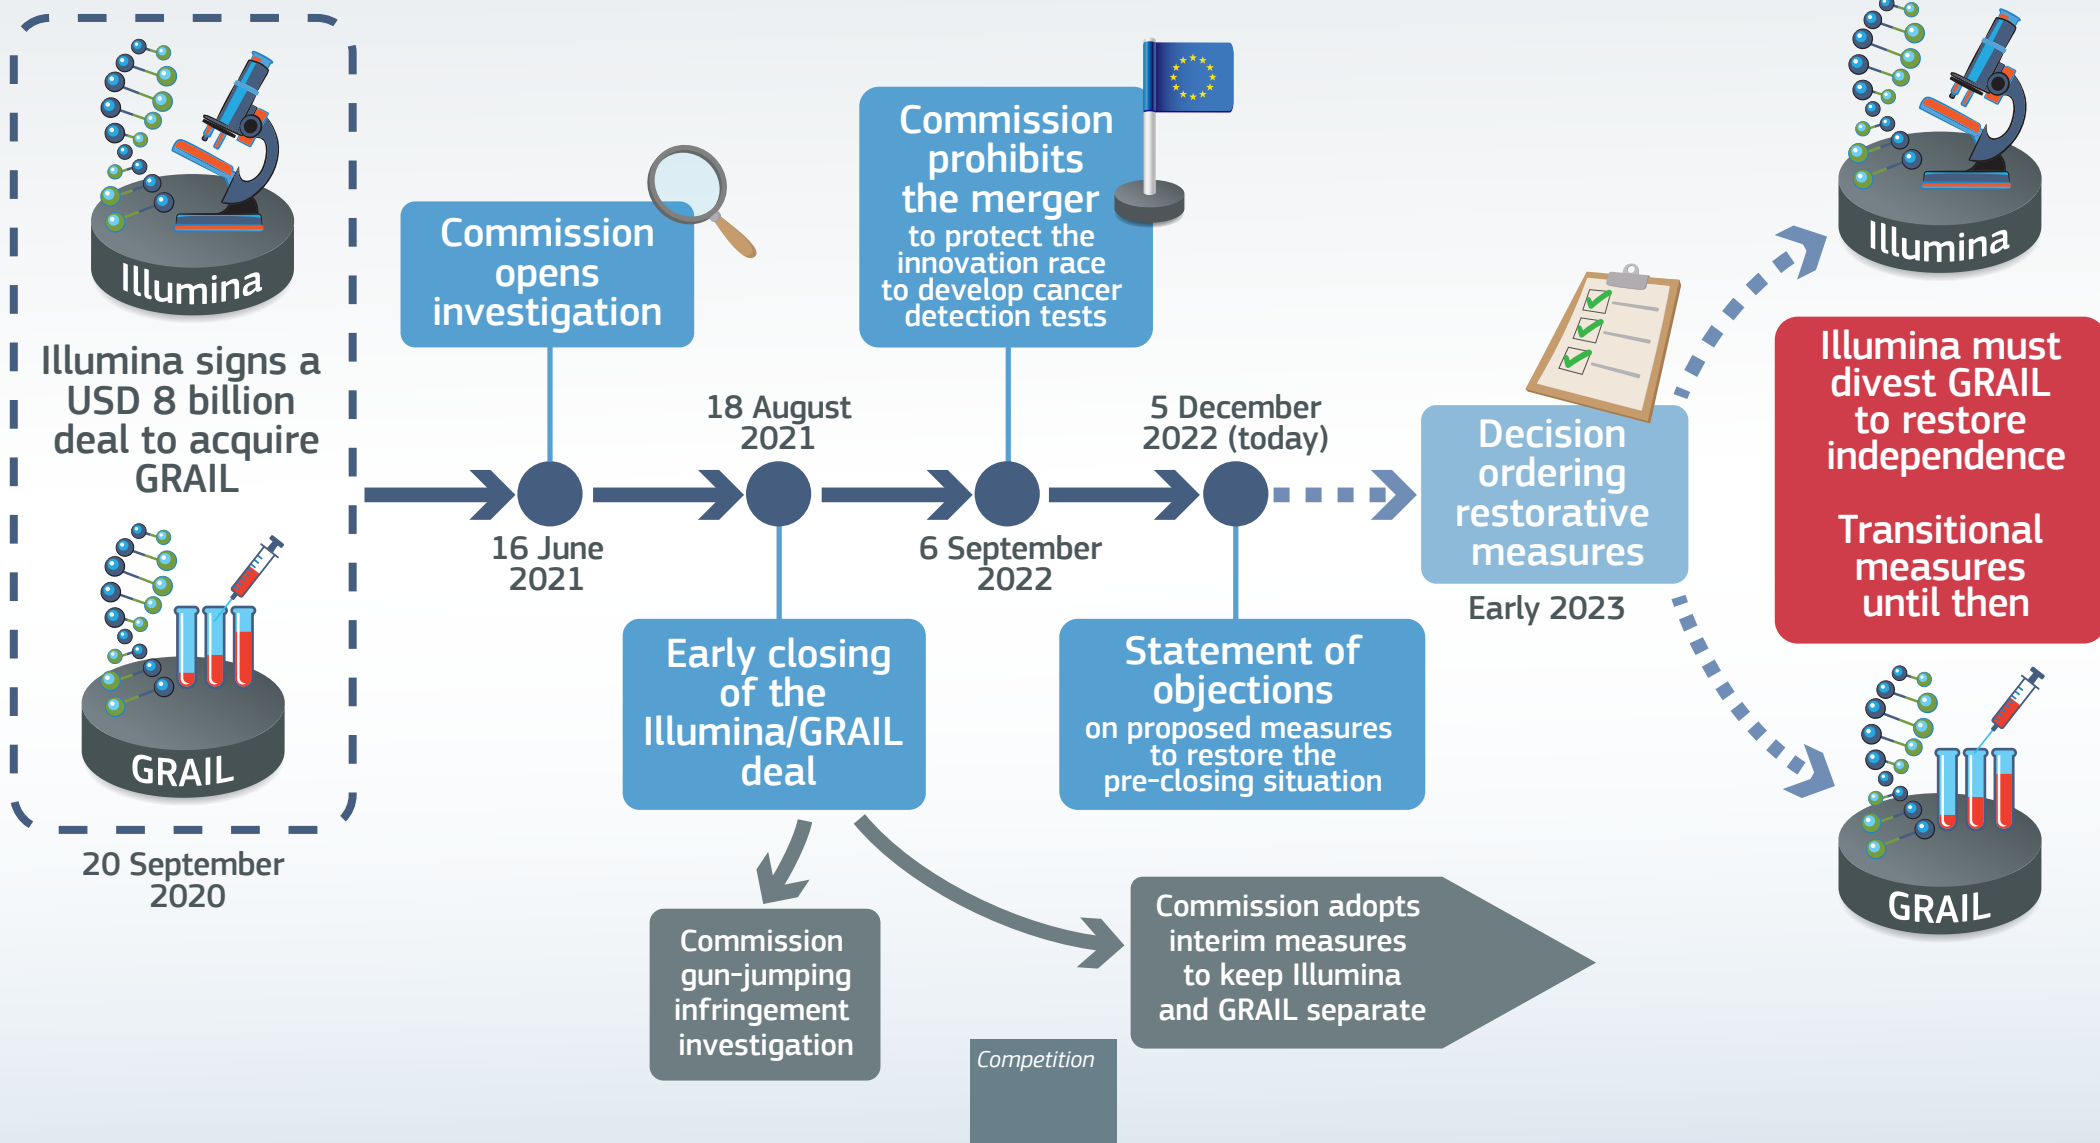 Illumina
Illumina signs a
USD 8 billion
deal to acquire
GRAIL
GRAIL
20 September
2020
Commission
opens
investigation
16 June
2021
18 August
2021
Early closing
of the
Illumina/GRAIL
deal
Commission
gun-jumping
infringement
investigation
Commission adopts
interim measures
to keep Illumina
and GRAIL separate
Commission
prohibits
the merger
to protect the
innovation race
to develop cancer
detection tests
6 September
2022
5 December
2022 (today)
Statement of
objections
on proposed measures
to restore the
pre-closing situation
Decision
ordering
restorative
measures
Early 2023
Illumina
Illumina must
divest GRAIL
to restore
independence
Transitional
measures
until then
GRAIL
Competition